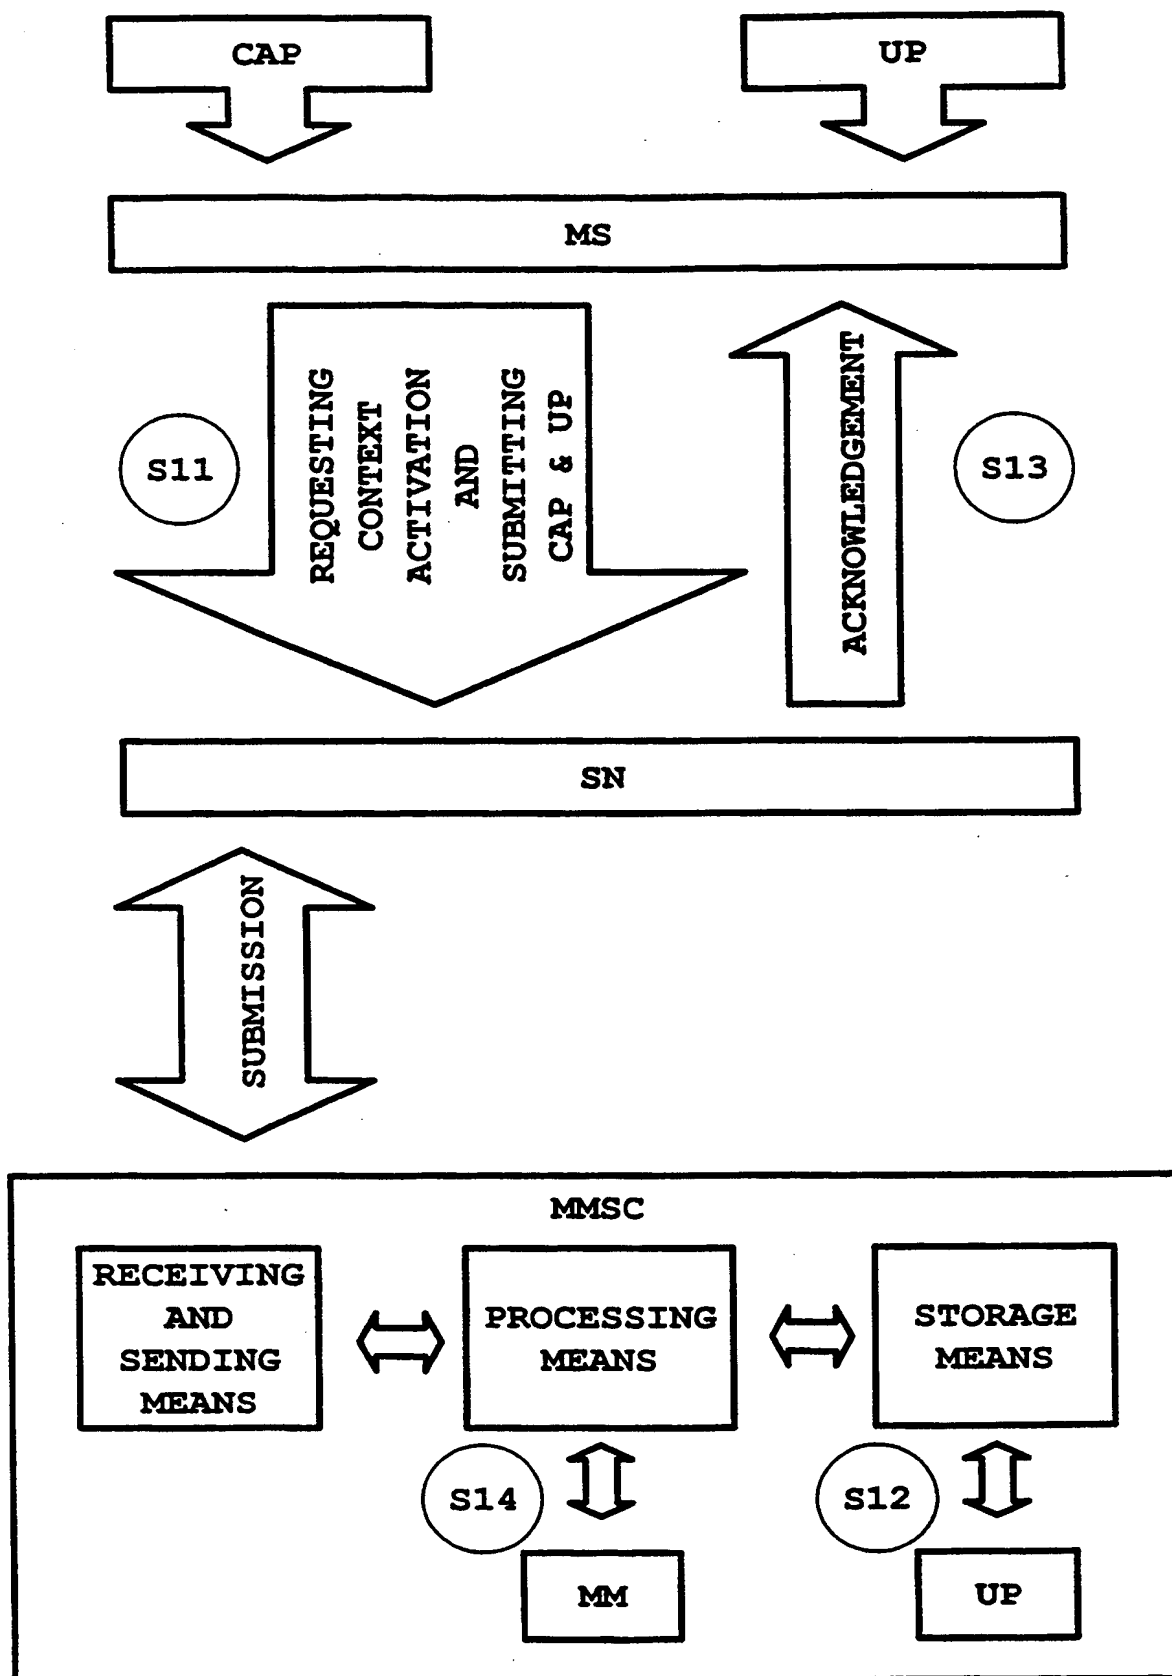 CAP
UP
MS
S11
REQUESTING
CONTEXT
ACTIVATION
AND
SUBMITTING
CAP & UP
ACKNOWLEDGEMENT
S13
SN
SUBMISSION
MMSC
RECEIVING
AND
SENDING
MEANS
PROCESSING
MEANS
STORAGE
MEANS
S14
S12
MM
UP